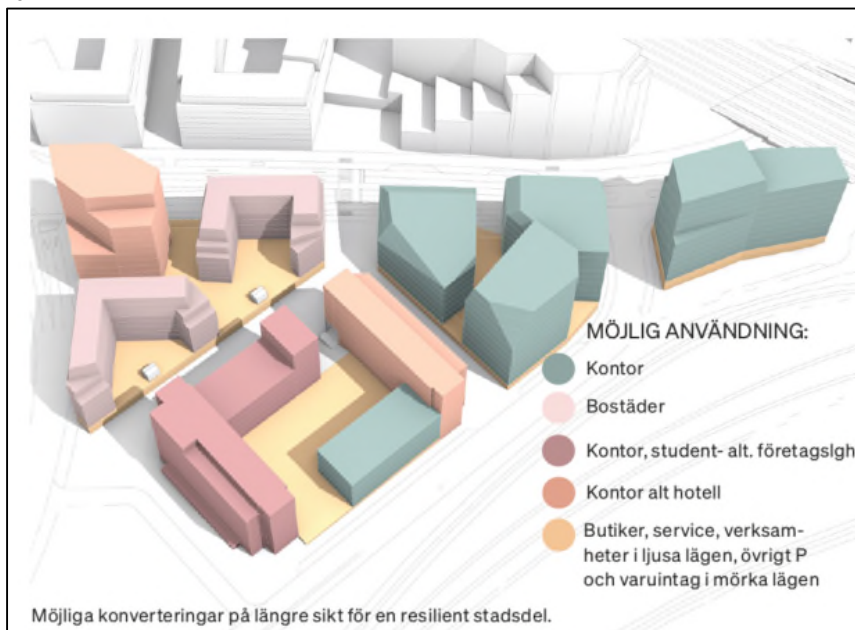 MÖJLIG ANVÄNDNING:
Kontor
Bostäder
Kontor, student- alt. företagslgh
Kontor alt hotell
Butiker, service, verksam-
heter i ljusa lägen, övrigt P
och varuintag i mörka lägen
Möjliga konverteringar på längre sikt för en resilient stadsdel.